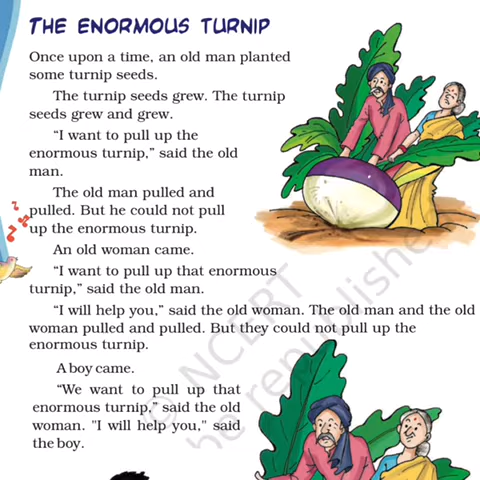 THE ENORMOUS TURNIP
Once upon a time, an old man planted
some turnip seeds.
The turnip seeds grew. The turnip
seeds grew and grew.
“I want to pull up the
enormous turnip,” said the old
man.
The old man pulled and
pulled. But he could not pull
up the enormous turnip.
An old woman came.
“I want to pull up that enormous
turnip,” said the old man.
“I will help you,” said the old woman. The old man and the old
woman pulled and pulled. But they could not pull up the
enormous turnip.
A boy came.
“We want to pull up that
enormous turnip,” said the old
woman. "I will help you," said
the boy.
© NCERT
be republishe